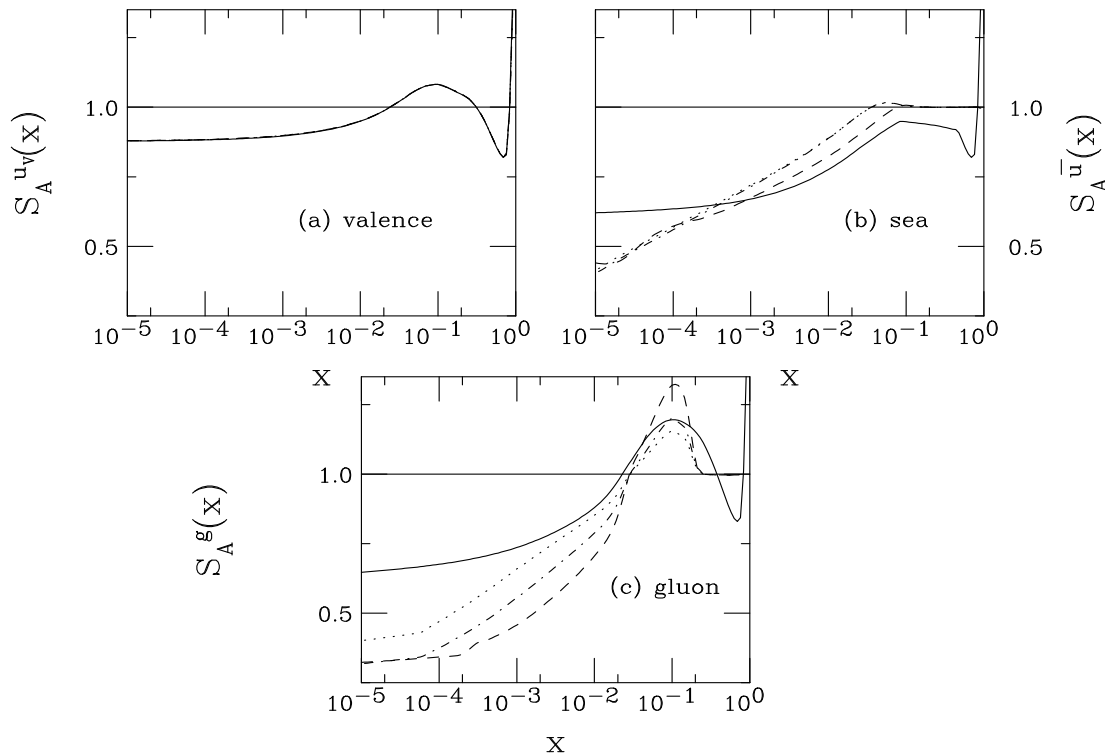 1.0
0.5
S_A^{u_V}(x)
(a) valence
10^{-5} 10^{-4} 10^{-3} 10^{-2} 10^{-1} 10^0
x
1.0
0.5
S_A^{\overline{u}}(x)
(b) sea
10^{-5} 10^{-4} 10^{-3} 10^{-2} 10^{-1} 10^0
x
1.0
0.5
S_A^g(x)
(c) gluon
10^{-5} 10^{-4} 10^{-3} 10^{-2} 10^{-1} 10^0
x